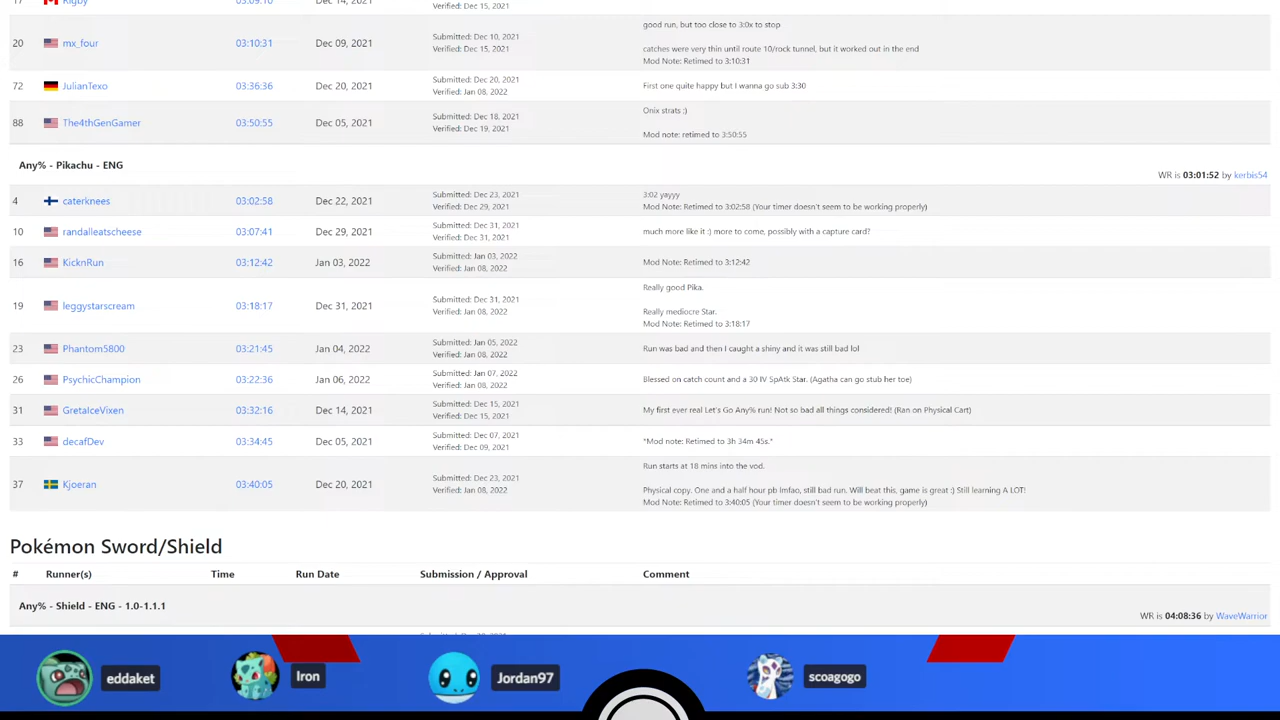 17 Rigby 03:09:10 Dec 14, 2021 Verified: Dec 15, 2021
good run, but too close to 3:0x to stop
20 mx_four 03:10:31 Dec 09, 2021 Submitted: Dec 10, 2021
Verified: Dec 15, 2021
catches were very thin until route 10/rock tunnel, but it worked out in the end
Mod Note: Retimed to 3:10:31
72 JulianTexo 03:36:36 Dec 20, 2021 Submitted: Dec 20, 2021
Verified: Jan 08, 2022
First one quite happy but I wanna go sub 3:30
Onix strats ;)
88 The4thGenGamer 03:50:55 Dec 05, 2021 Submitted: Dec 18, 2021
Verified: Dec 19, 2021
Mod note: retimed to 3:50:55
Any% - Pikachu - ENG
WR is 03:01:52 by kerbis54
4 caterknees 03:02:58 Dec 22, 2021 Submitted: Dec 23, 2021
Verified: Dec 29, 2021
3:02 yayyy
Mod Note: Retimed to 3:02:58 (Your timer doesn't seem to be working properly)
10 randalleatscheese 03:07:41 Dec 29, 2021 Submitted: Dec 31, 2021
Verified: Dec 31, 2021
much more like it :) more to come, possibly with a capture card?
16 KicknRun 03:12:42 Jan 03, 2022 Submitted: Jan 03, 2022
Verified: Jan 08, 2022
Mod Note: Retimed to 3:12:42
Really good Pika.
19 leggystarscream 03:18:17 Dec 31, 2021 Submitted: Dec 31, 2021
Verified: Jan 08, 2022
Really mediocre Star.
Mod Note: Retimed to 3:18:17
23 Phantom5800 03:21:45 Jan 04, 2022 Submitted: Jan 05, 2022
Verified: Jan 08, 2022
Run was bad and then I caught a shiny and it was still bad lol
26 PsychicChampion 03:22:36 Jan 06, 2022 Submitted: Jan 07, 2022
Verified: Jan 08, 2022
Blessed on catch count and a 30 IV SpAtk Star. (Agatha can go stub her toe)
31 GretaIceVixen 03:32:16 Dec 14, 2021 Submitted: Dec 15, 2021
Verified: Dec 15, 2021
My first ever real Let's Go Any% run! Not so bad all things considered! (Ran on Physical Cart)
33 decafDev 03:34:45 Dec 05, 2021 Submitted: Dec 07, 2021
Verified: Dec 09, 2021
*Mod note: Retimed to 3h 34m 45s.*
Run starts at 18 mins into the vod.
37 Kjoeran 03:40:05 Dec 20, 2021 Submitted: Dec 23, 2021
Verified: Jan 08, 2022
Physical copy. One and a half hour pb lmfao, still bad run. Will beat this, game is great :) Still learning A LOT!
Mod Note: Retimed to 3:40:05 (Your timer doesn't seem to be working properly)
Pokémon Sword/Shield
# Runner(s) Time Run Date Submission / Approval Comment
Any% - Shield - ENG - 1.0-1.1.1
WR is 04:08:36 by WaveWarrior
eddaket Iron Jordan97 scoagogo